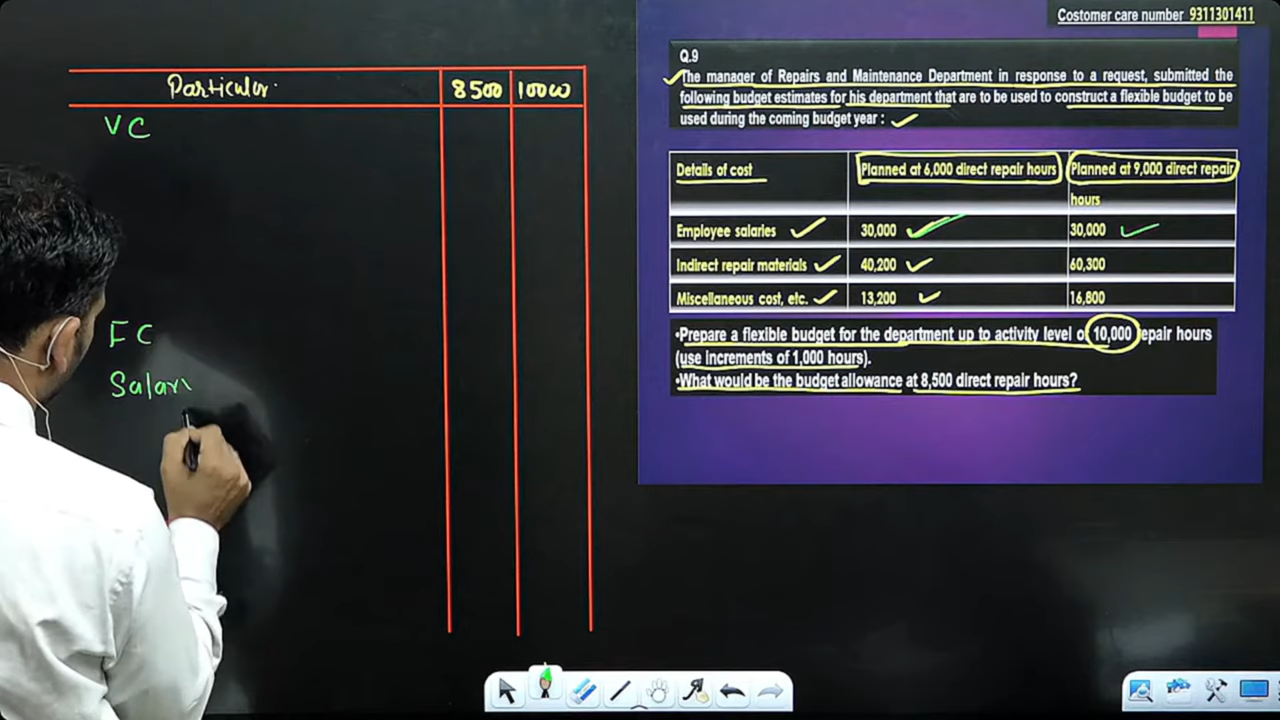 Costomer care number 9311301411
Particular 8500 10000
VC
FC
Salari
Q.9
The manager of Repairs and Maintenance Department in response to a request, submitted the
following budget estimates for his department that are to be used to construct a flexible budget to be
used during the coming budget year :
Details of cost Planned at 6,000 direct repair hours Planned at 9,000 direct repair
hours
Employee salaries 30,000 30,000
Indirect repair materials 40,200 60,300
Miscellaneous cost, etc. 13,200 16,800
•Prepare a flexible budget for the department up to activity level o 10,000 epair hours
(use increments of 1,000 hours).
•What would be the budget allowance at 8,500 direct repair hours?